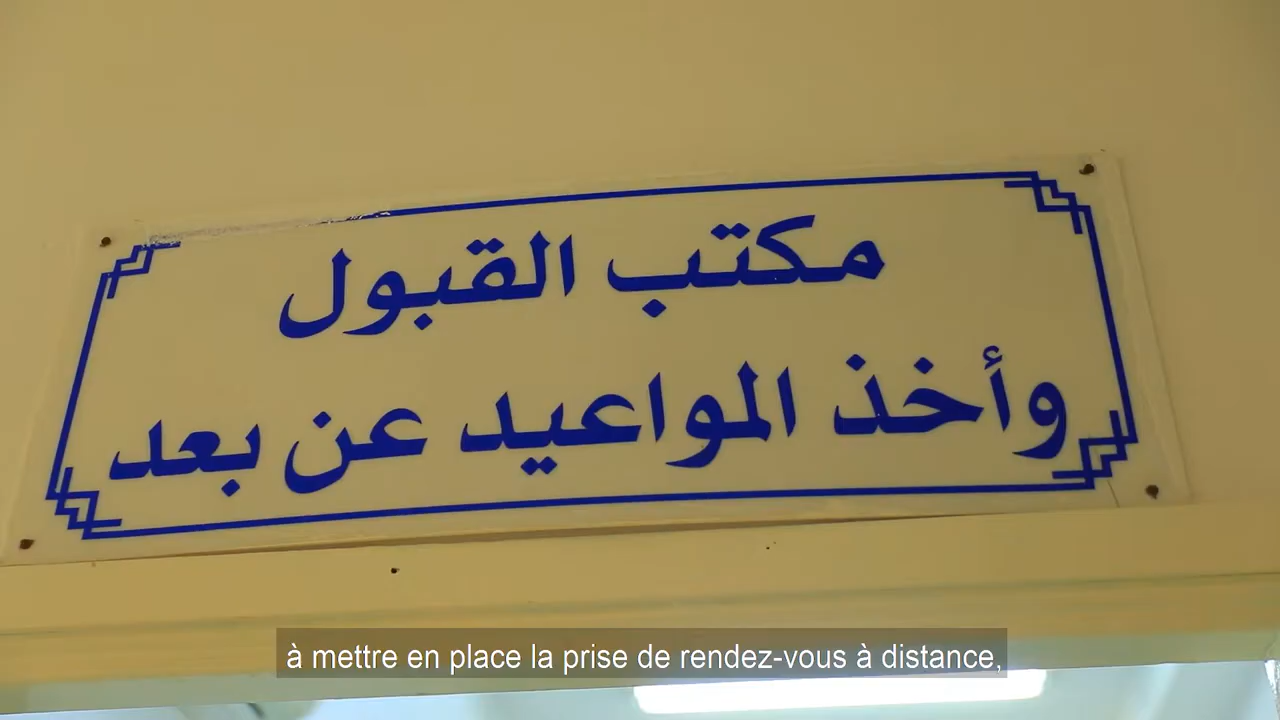 مكتب القبول
وأخذ المواعيد عن بعد
à mettre en place la prise de rendez-vous à distance,